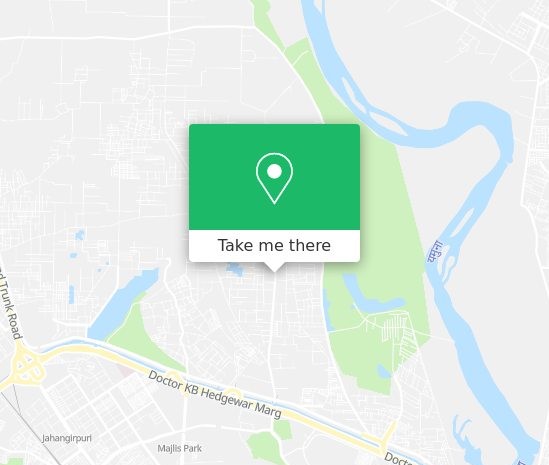 Take me there
यमुना
d Trunk Road
Doctor KB Hedgewar Marg
Jahangirpuri
Majlis Park
Docto